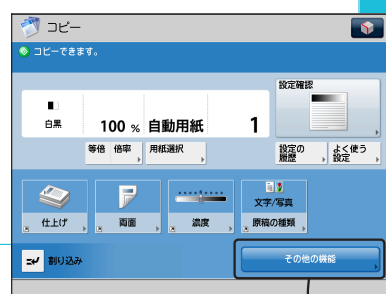 コピー
コピーできます。
設定確認
白黒
100 % 自動用紙 1
等倍 倍率 用紙選択
設定の履歴 よく使う設定
仕上げ 両面 濃度 文字/写真 原稿の種類
割り込み その他の機能